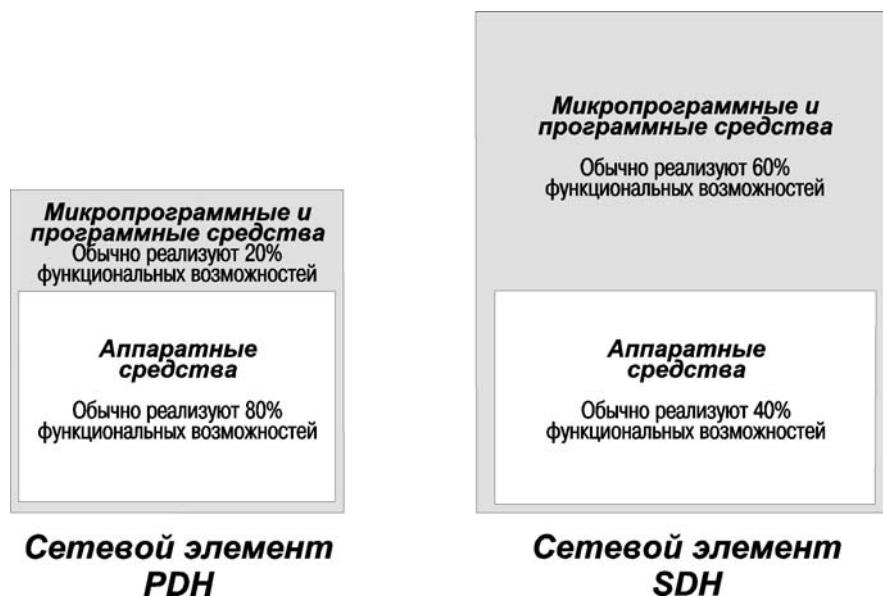 Микропрограммные и
программные средства
Обычно реализуют 20%
функциональных возможностей
Аппаратные
средства
Обычно реализуют 80%
функциональных возможностей
Сетевой элемент
PDH
Микропрограммные и
программные средства
Обычно реализуют 60%
функциональных возможностей
Аппаратные
средства
Обычно реализуют 40%
функциональных возможностей
Сетевой элемент
SDH